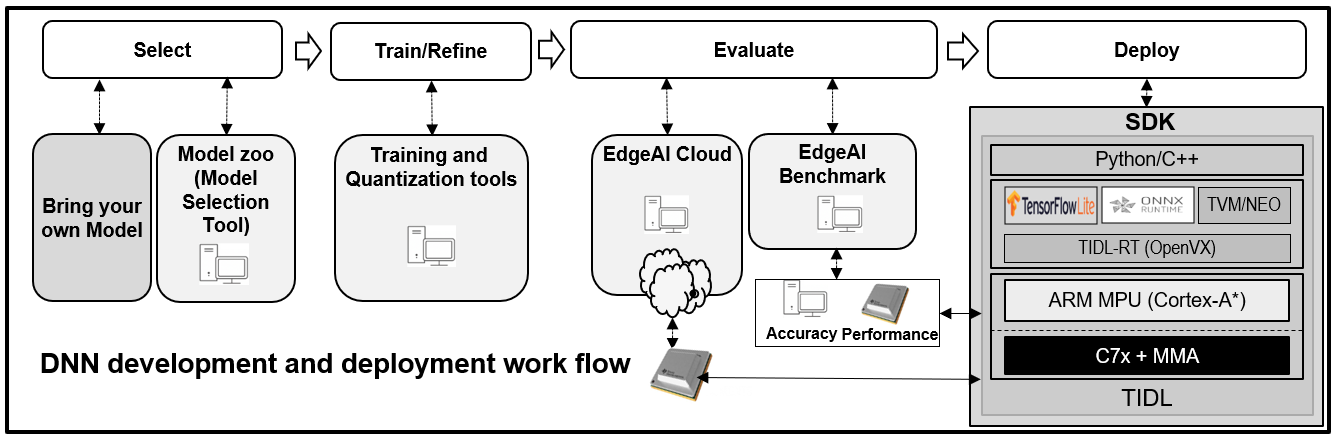 Select
Train/Refine
Evaluate
Deploy
Bring your
own Model
Model zoo
(Model
Selection
Tool)
Training and
Quantization tools
EdgeAI Cloud
EdgeAI
Benchmark
Accuracy Performance
SDK
Python/C++
TensorFlowLite
ONNX
RUNTIME
TVM/NEO
TIDL-RT (OpenVX)
ARM MPU (Cortex-A*)
C7x + MMA
TIDL
DNN development and deployment work flow